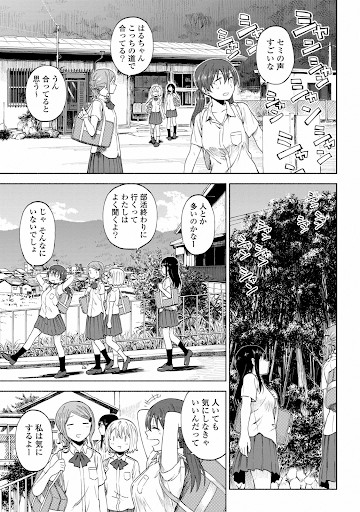 ジャンジャンジャンジャン
セミの声
すごいな
はるちゃん
こっちの道で
合ってる?
うん
合ってると
思う!
人とか
多いのかなー
部活終わりに
行くって
わたしは
よく聞くよ?
じゃ そんなに
いないでしょ
人いても
気にしなきゃ
いいんだって
私は気に
するよー